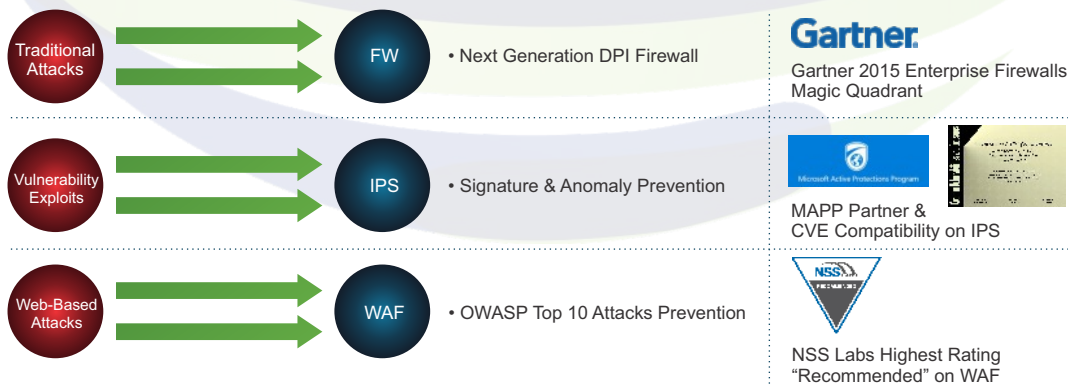 Traditional
Attacks
FW
• Next Generation DPI Firewall
Gartner
Gartner 2015 Enterprise Firewalls
Magic Quadrant
Vulnerability
Exploits
IPS
• Signature & Anomaly Prevention
Microsoft Active Protections Program
MAPP Partner &
CVE Compatibility on IPS
Web-Based
Attacks
WAF
• OWASP Top 10 Attacks Prevention
NSS
NSS Labs Highest Rating
“Recommended” on WAF